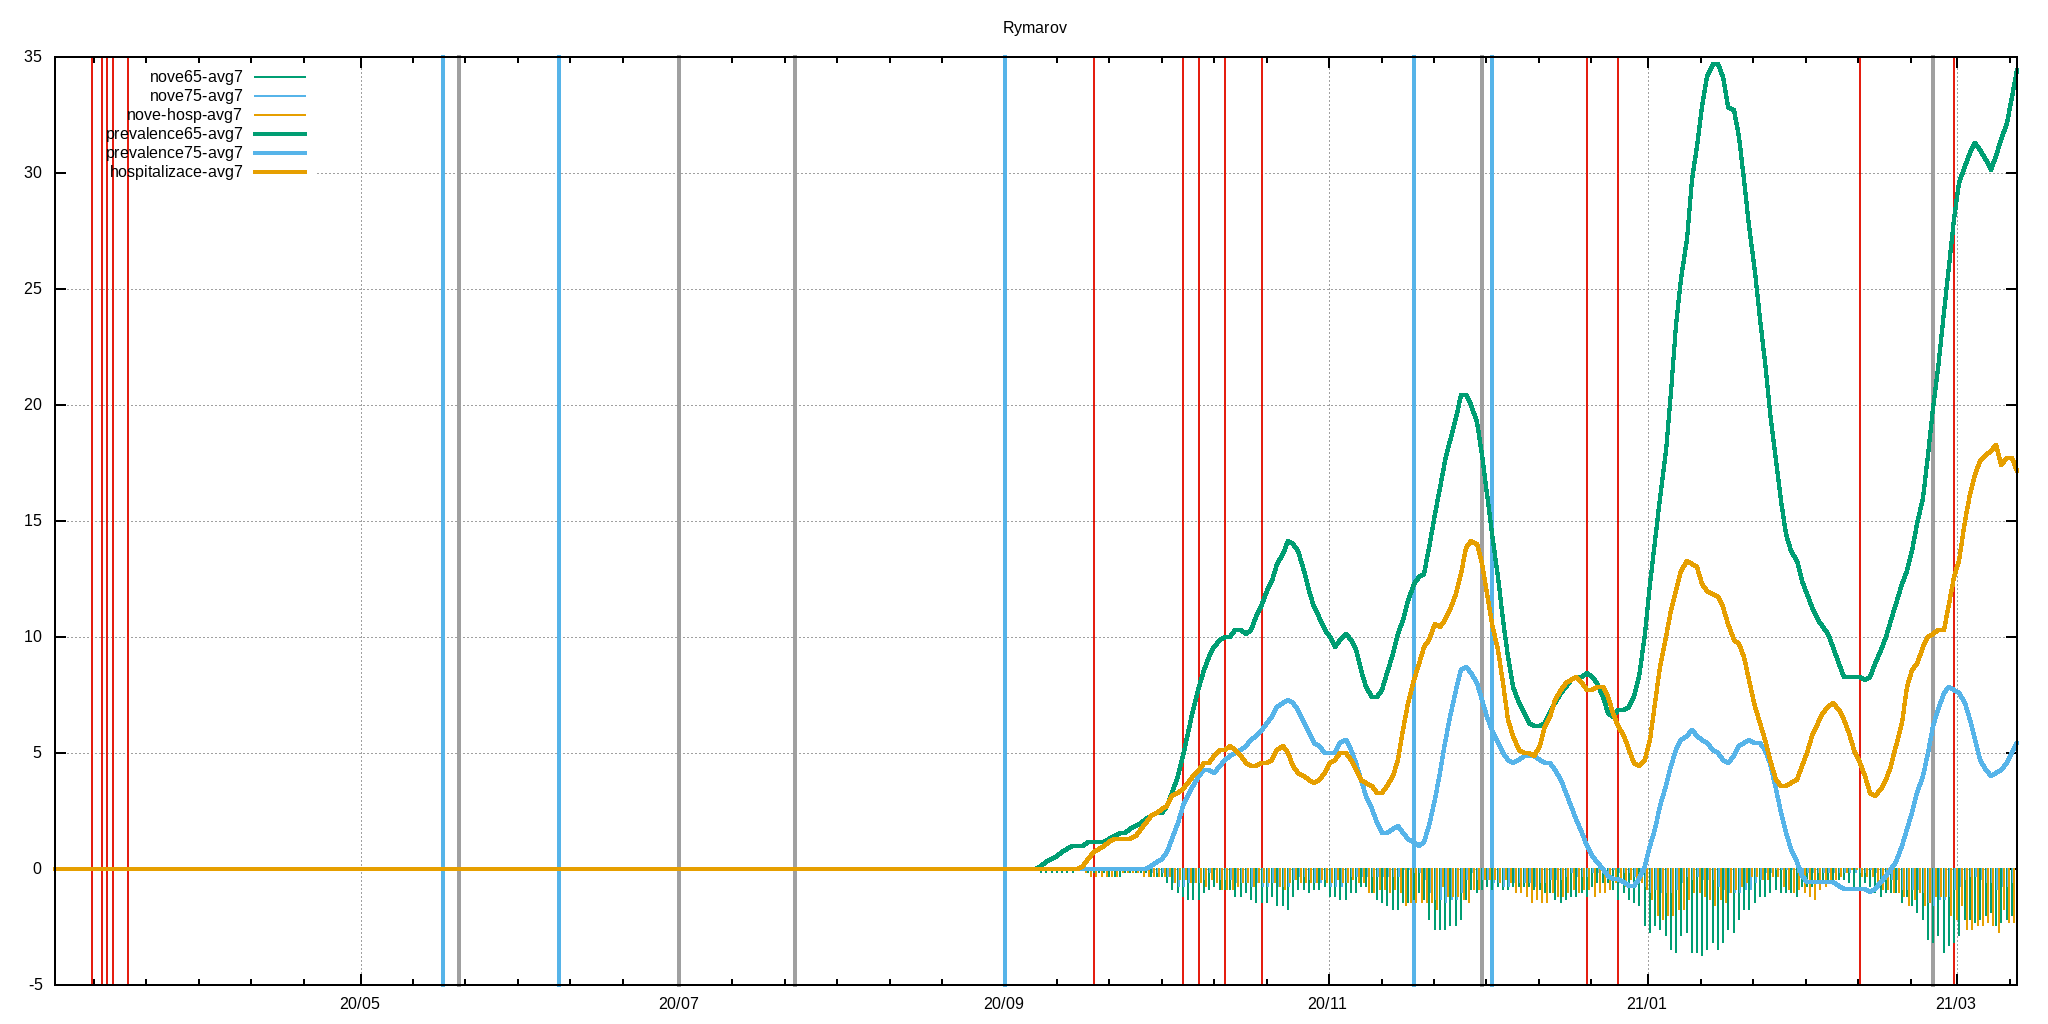 Rymarov
35
nove65-avg7
nove75-avg7
nove-hosp-avg7
prevalence65-avg7
prevalence75-avg7
hospitalizace-avg7
30
25
20
15
10
5
0
-5
20/05 20/07 20/09 20/11 21/01 21/03